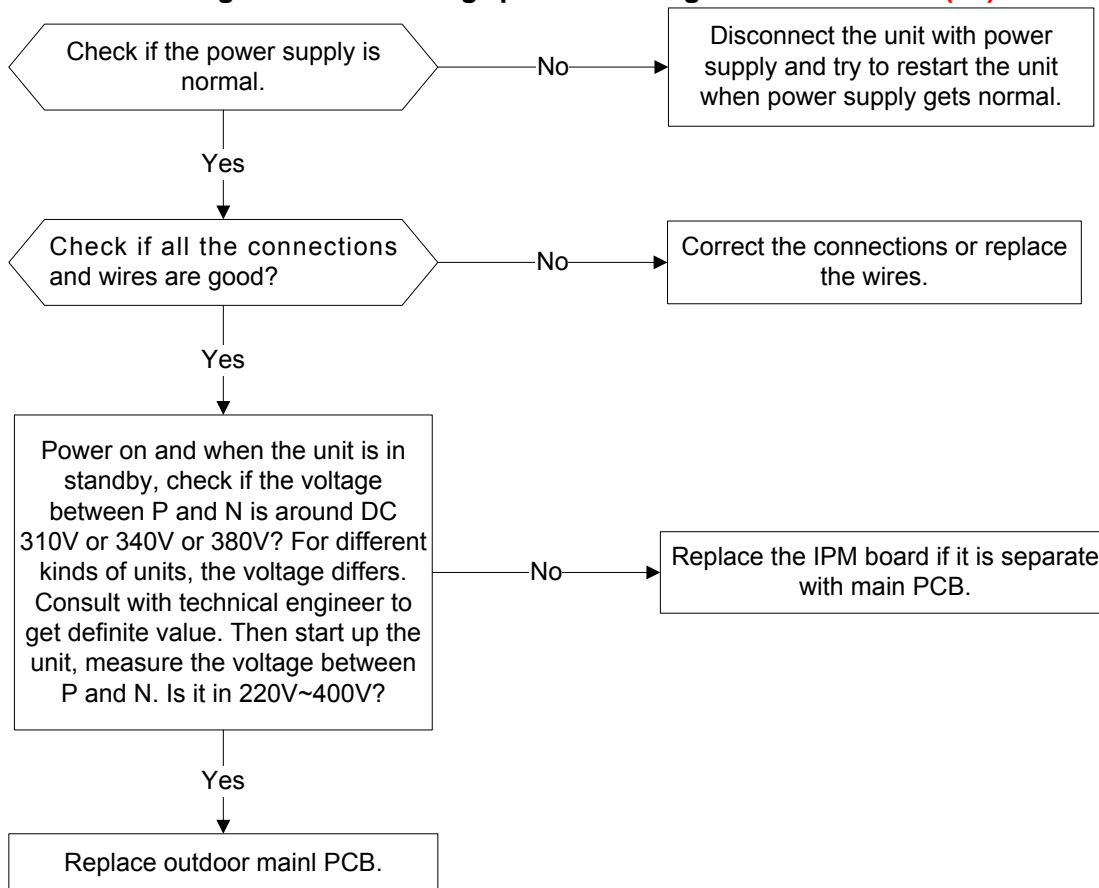 Check if the power supply is
normal.
No
Disconnect the unit with power
supply and try to restart the unit
when power supply gets normal.
Yes
Check if all the connections
and wires are good?
No
Correct the connections or replace
the wires.
Yes
Power on and when the unit is in
standby, check if the voltage
between P and N is around DC
310V or 340V or 380V? For different
kinds of units, the voltage differs.
Consult with technical engineer to
get definite value. Then start up the
unit, measure the voltage between
P and N. Is it in 220V~400V?
No
Replace the IPM board if it is separate
with main PCB.
Yes
Replace outdoor mainl PCB.